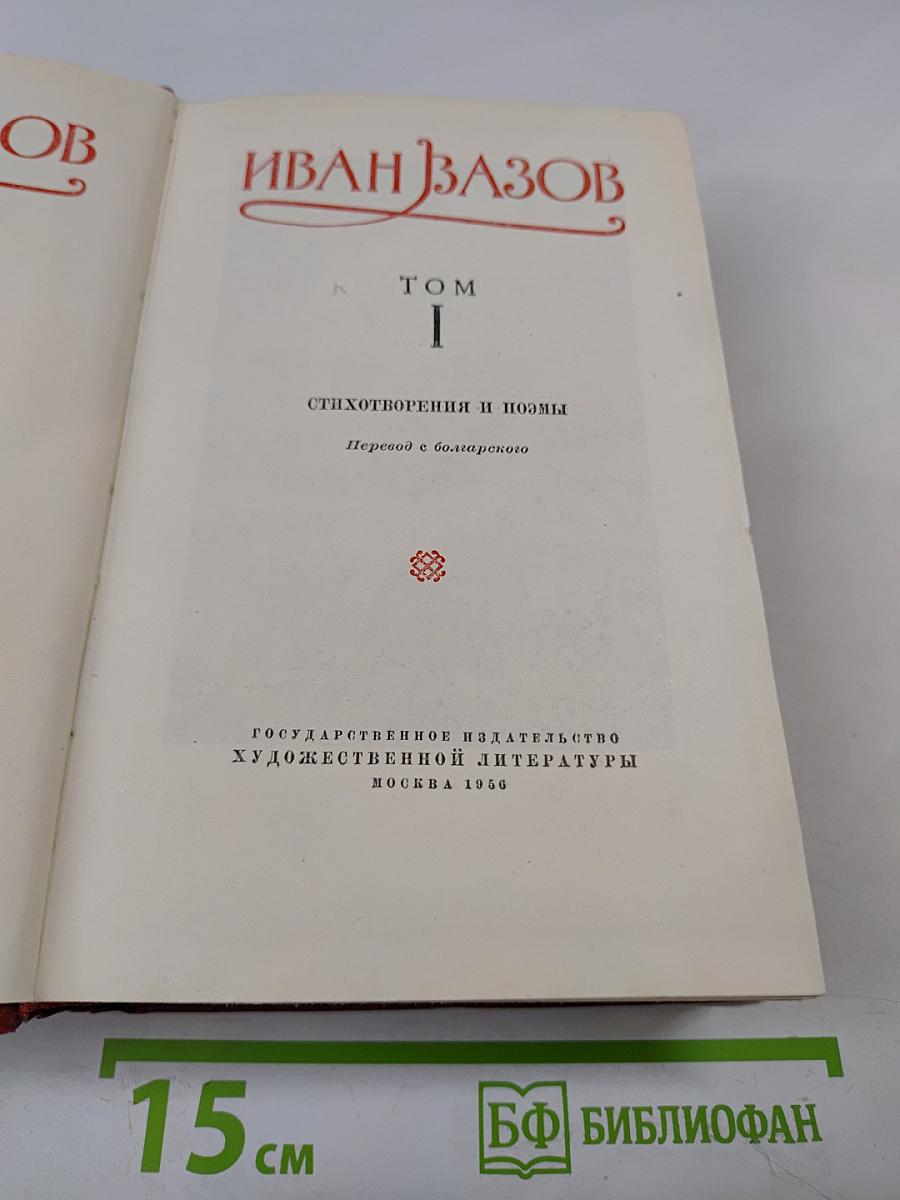 ОВ
ИВАН ВАЗОВ
К ТОМ
I
СТИХОТВОРЕНИЯ И ПОЭМЫ
Перевод с болгарского
ГОСУДАРСТВЕННОЕ ИЗДАТЕЛЬСТВО
ХУДОЖЕСТВЕННОЙ ЛИТЕРАТУРЫ
МОСКВА 1956
15 см
БФ БИБЛИОФАН